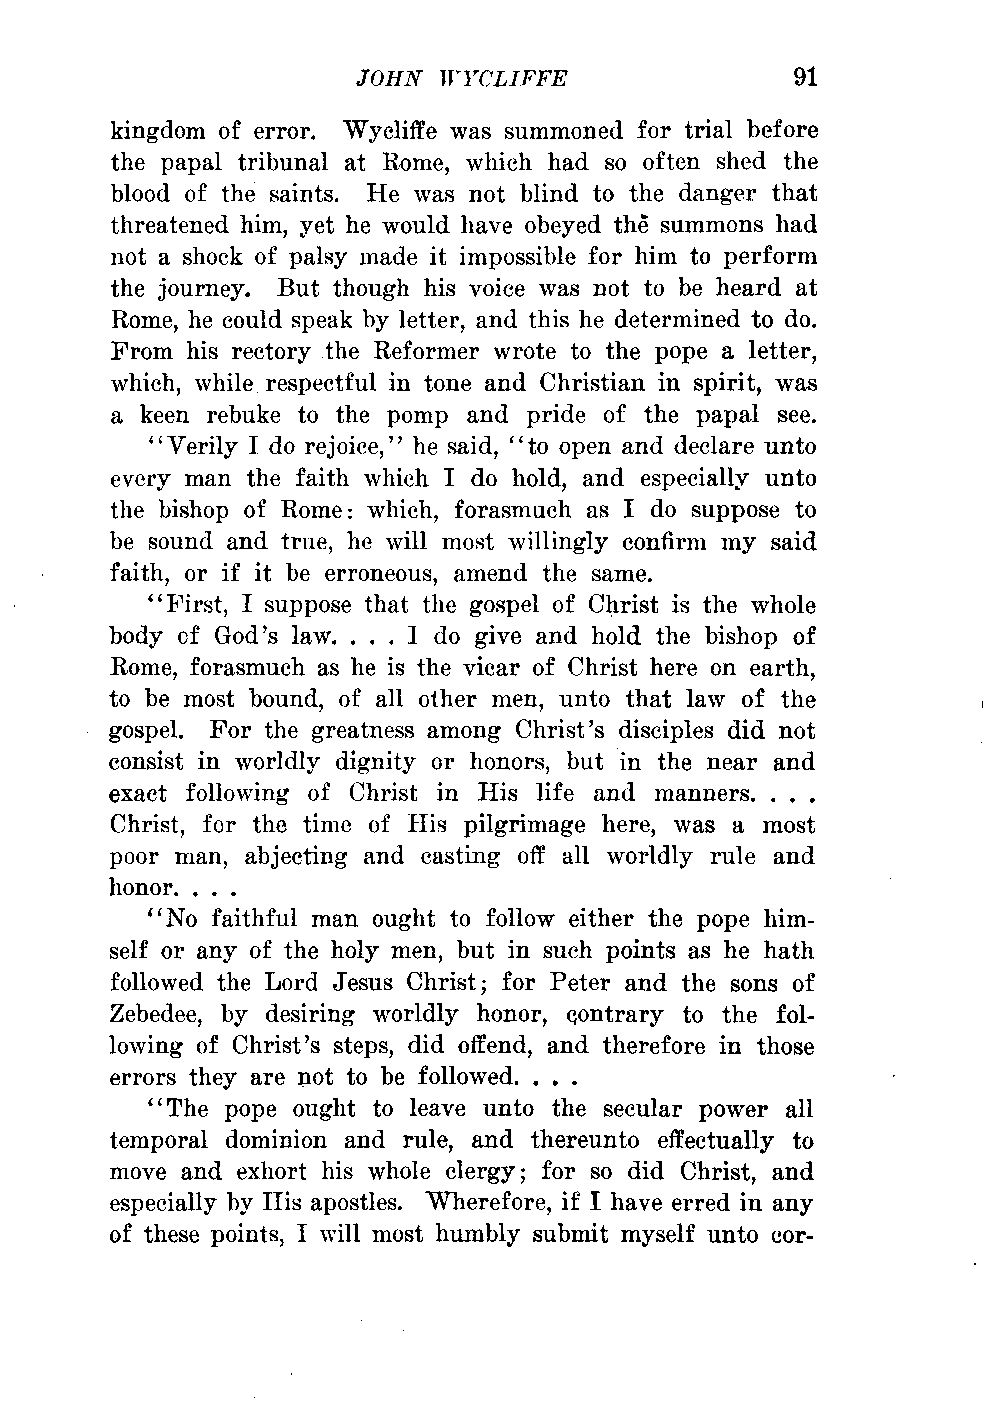 JOHN WYCLIFFE 91
kingdom of error. Wycliffe was summoned for trial before
the papal tribunal at Rome, which had so often shed the
blood of the saints. He was not blind to the danger that
threatened him, yet he would have obeyed the summons had
not a shock of palsy made it impossible for him to perform
the journey. But though his voice was not to be heard at
Rome, he could speak by letter, and this he determined to do.
From his rectory the Reformer wrote to the pope a letter,
which, while respectful in tone and Christian in spirit, was
a keen rebuke to the pomp and pride of the papal see.
“Verily I do rejoice,” he said, “to open and declare unto
every man the faith which I do hold, and especially unto
the bishop of Rome: which, forasmuch as I do suppose to
be sound and true, he will most willingly confirm my said
faith, or if it be erroneous, amend the same.
“First, I suppose that the gospel of Christ is the whole
body of God’s law. . . . I do give and hold the bishop of
Rome, forasmuch as he is the vicar of Christ here on earth,
to be most bound, of all other men, unto that law of the
gospel. For the greatness among Christ’s disciples did not
consist in worldly dignity or honors, but in the near and
exact following of Christ in His life and manners. . . .
Christ, for the time of His pilgrimage here, was a most
poor man, abjecting and casting off all worldly rule and
honor. . . .
“No faithful man ought to follow either the pope him-
self or any of the holy men, but in such points as he hath
followed the Lord Jesus Christ; for Peter and the sons of
Zebedee, by desiring worldly honor, contrary to the fol-
lowing of Christ’s steps, did offend, and therefore in those
errors they are not to be followed. . . .
“The pope ought to leave unto the secular power all
temporal dominion and rule, and thereunto effectually to
move and exhort his whole clergy; for so did Christ, and
especially by His apostles. Wherefore, if I have erred in any
of these points, I will most humbly submit myself unto cor-